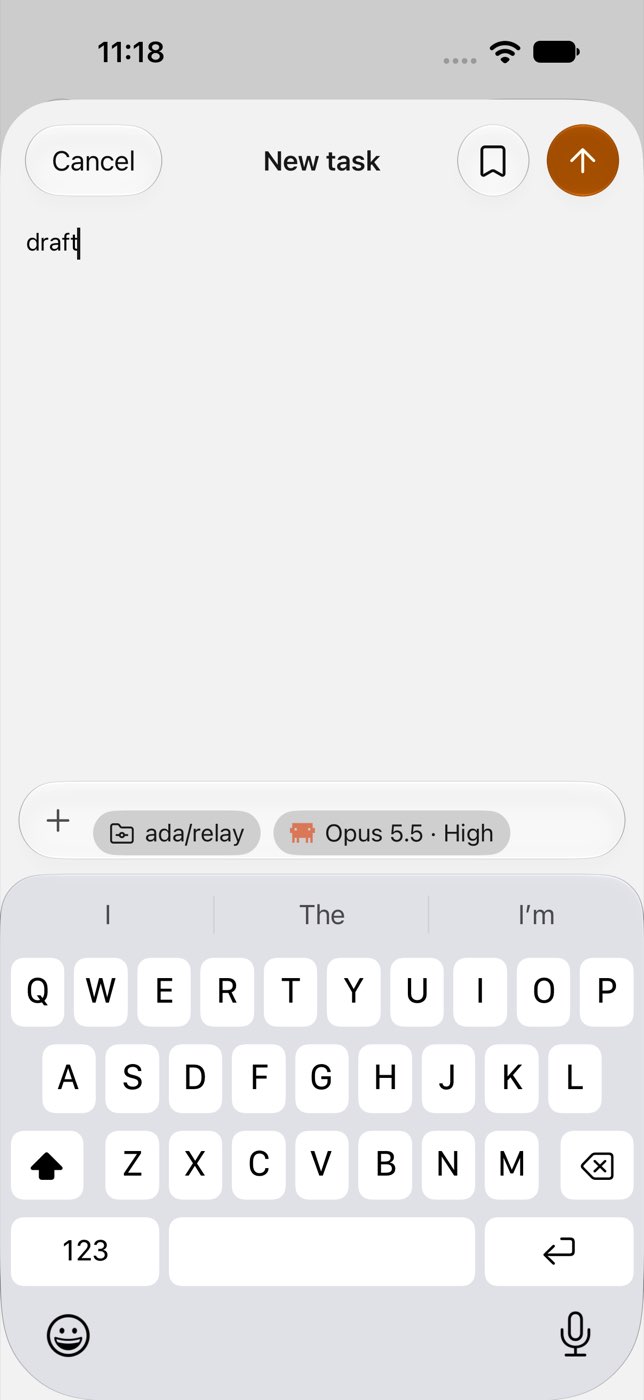 11:18
Cancel
New task
draft
ada/relay
Opus 5.5 · High
I
The
I’m
Q W E R T Y U I O P
A S D F G H J K L
Z X C V B N M
123